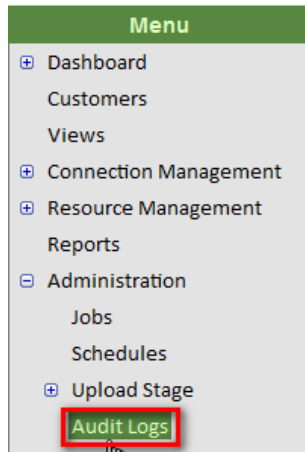 Menu
Dashboard
Customers
Views
Connection Management
Resource Management
Reports
Administration
Jobs
Schedules
Upload Stage
Audit Logs